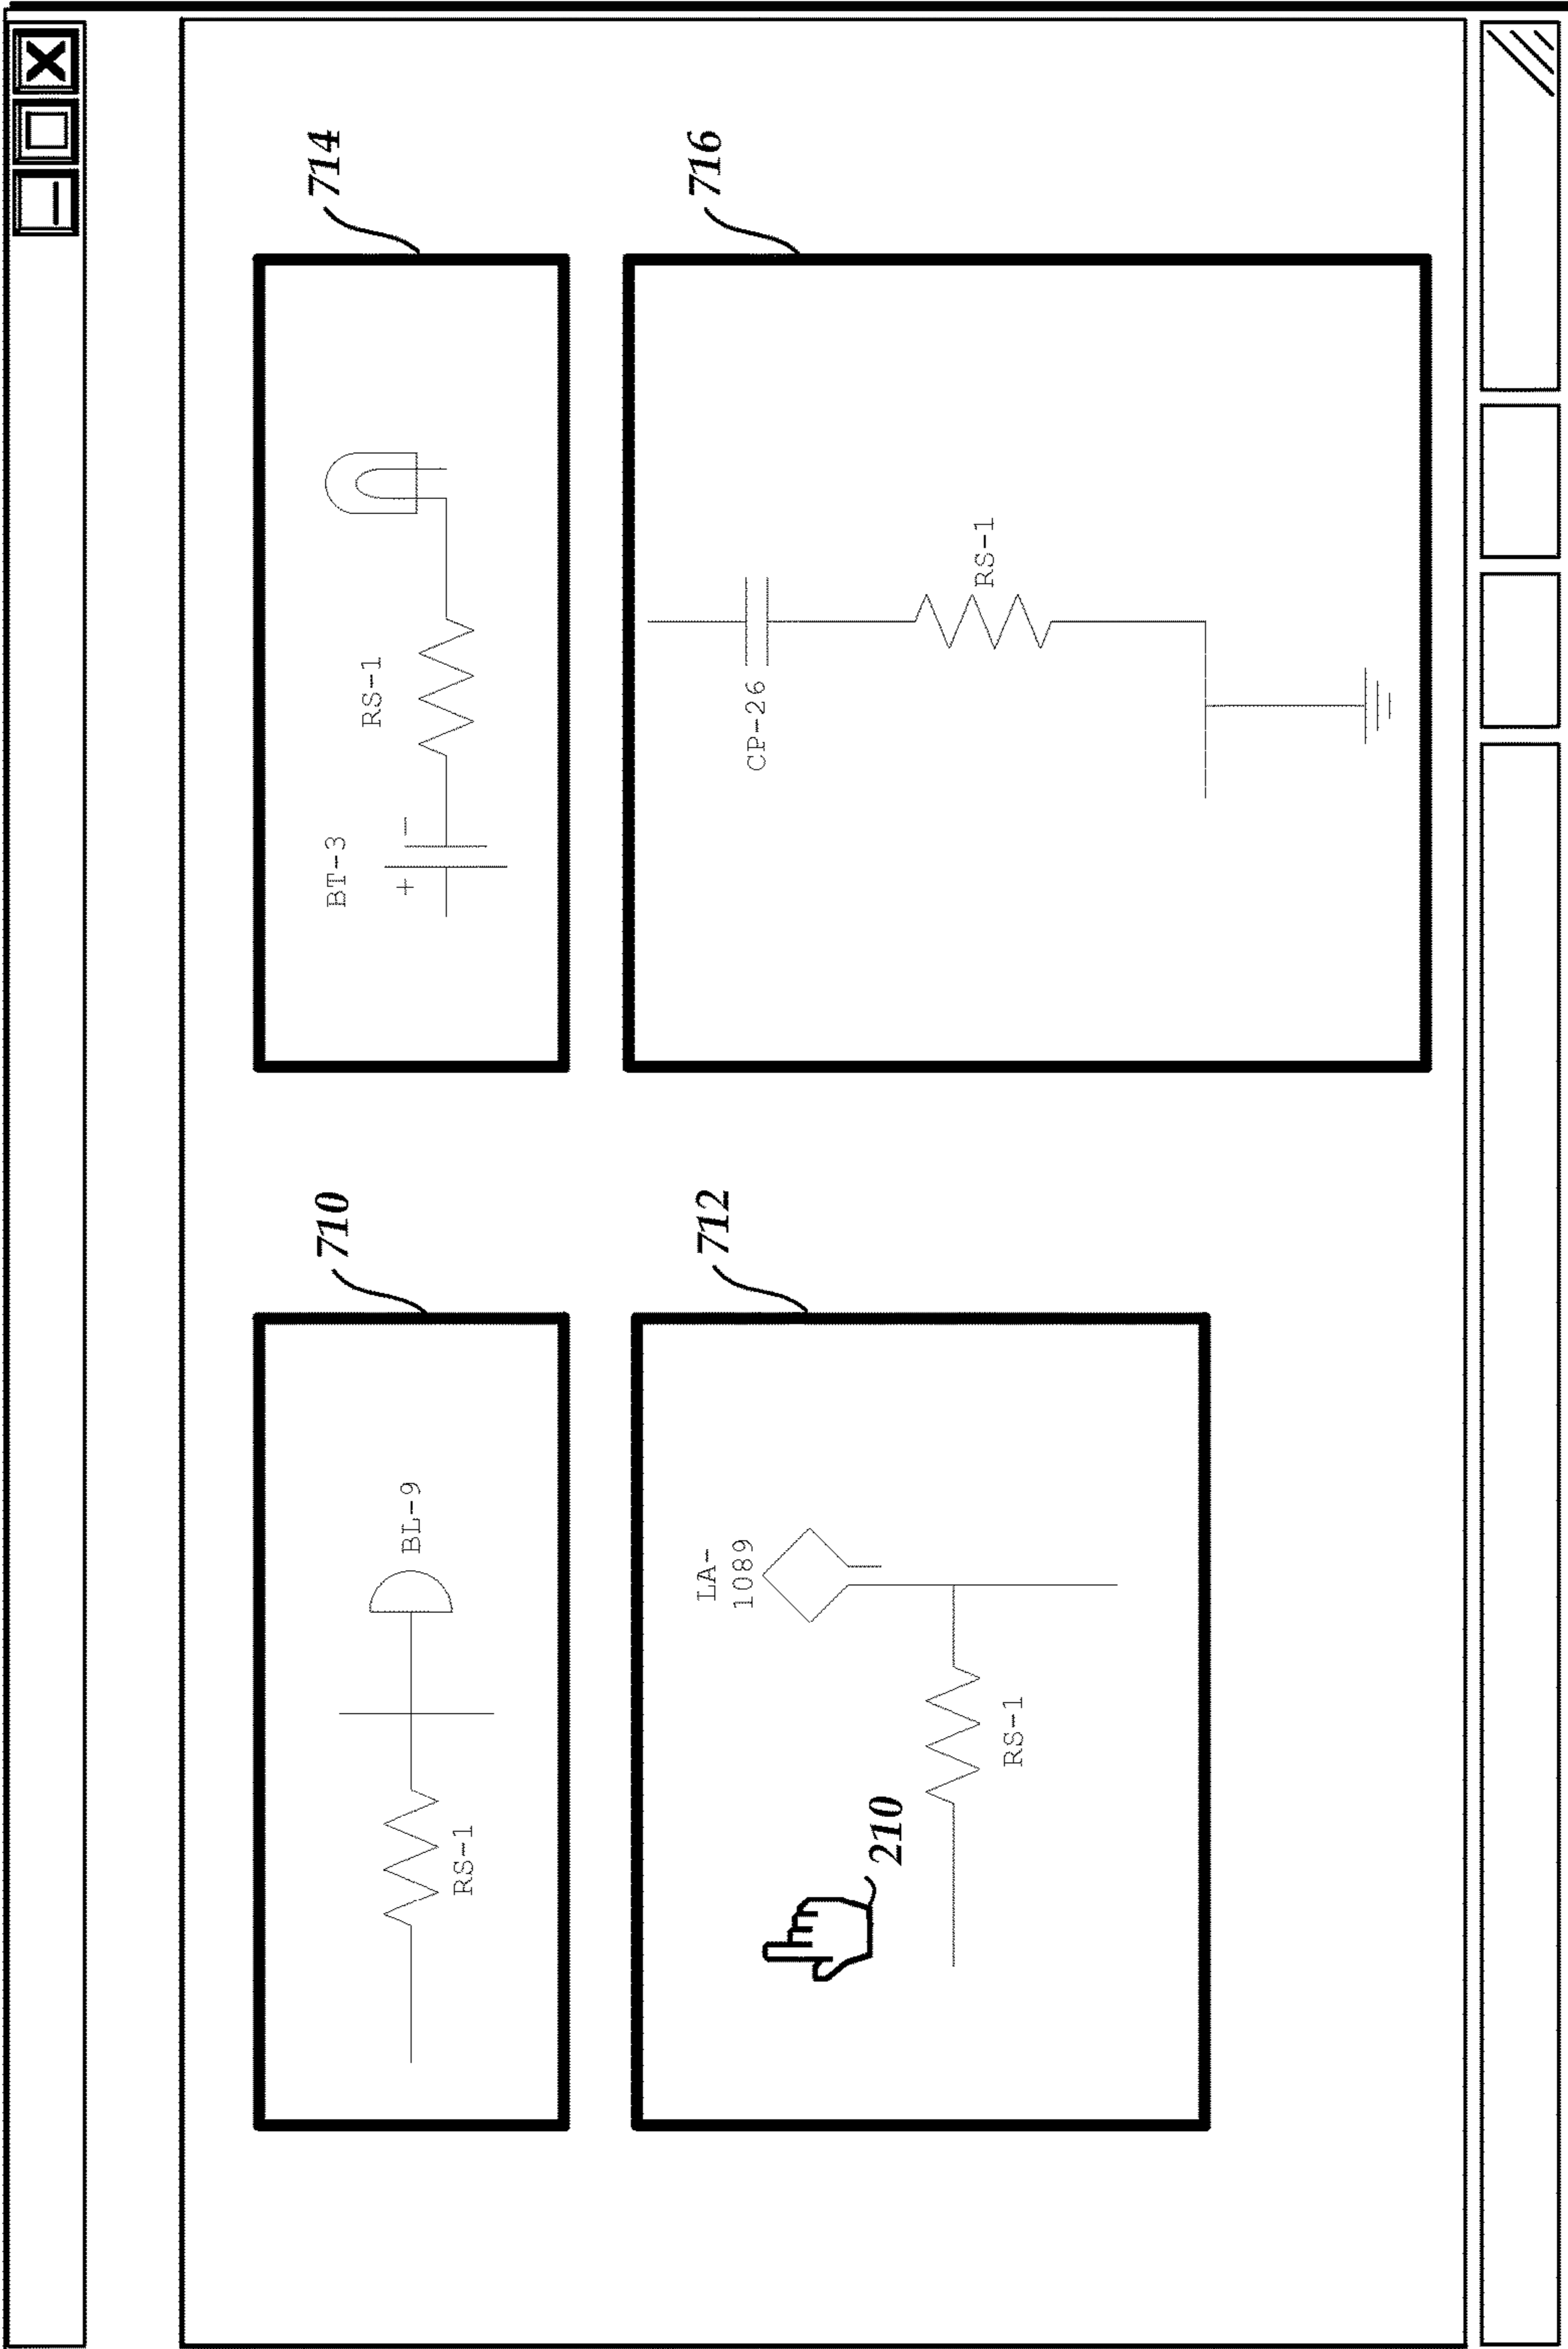 710
RS-1
BL-9
714
BT-3
+ −
RS-1
712
LA-
1089
210
RS-1
716
CP-26
RS-1